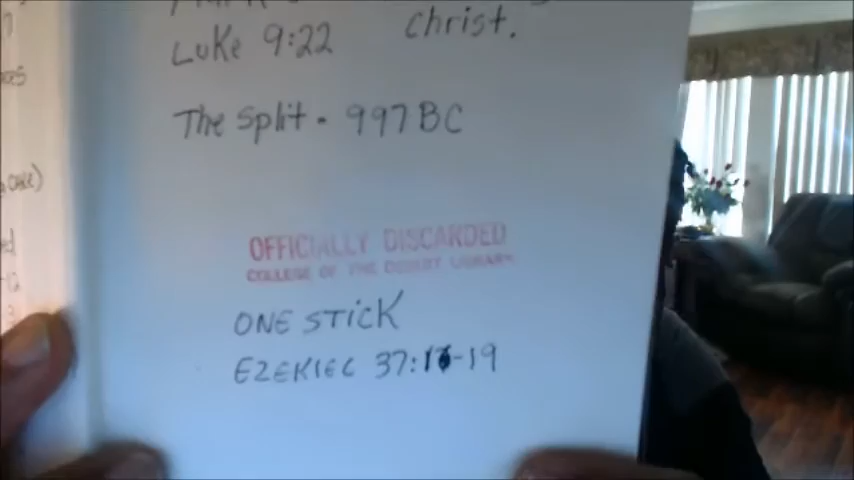 Luke 9:22
Christ.
The Split. 997 BC
OFFICIALLY DISCARDED
COLLEGE OF THE DESERT LIBRARY
ONE STICK
EZEKIEL 37:16-19